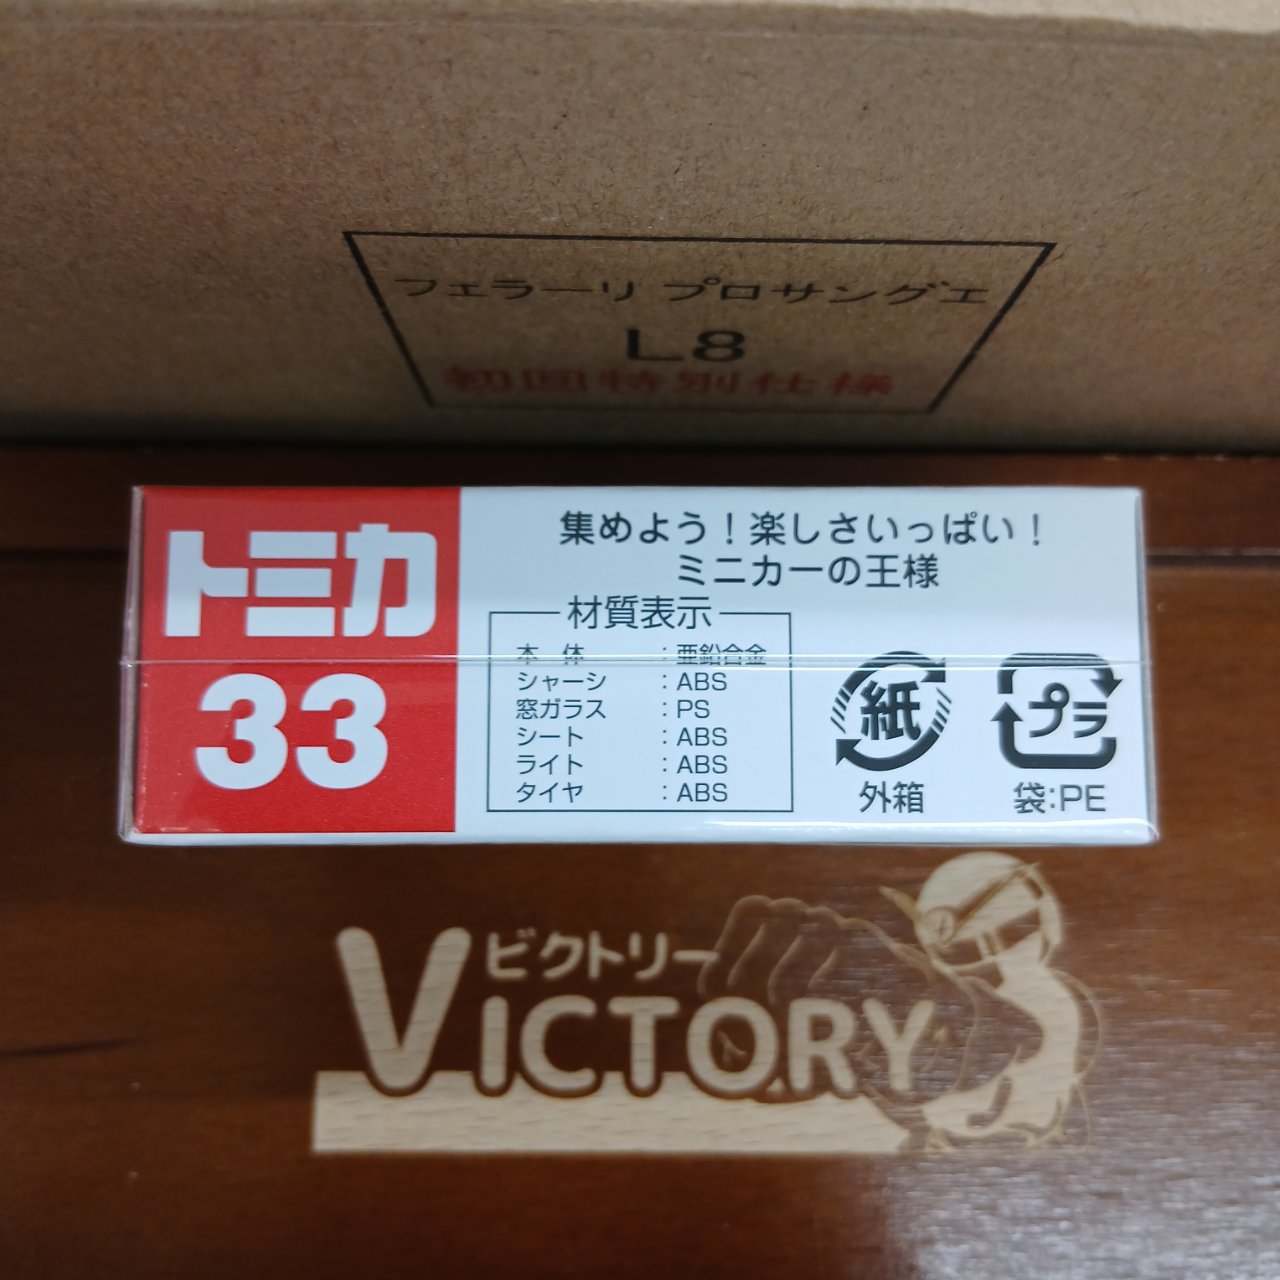 フェラーリ プロサングエ
L8
初回特別仕様
トミカ
33
集めよう!楽しさいっぱい!
ミニカーの王様
材質表示
本 体 :亜鉛合金
シャーシ :ABS
窓ガラス :PS
シート :ABS
ライト :ABS
タイヤ :ABS
紙
外箱
プラ
袋:PE
ビクトリー
VICTORY